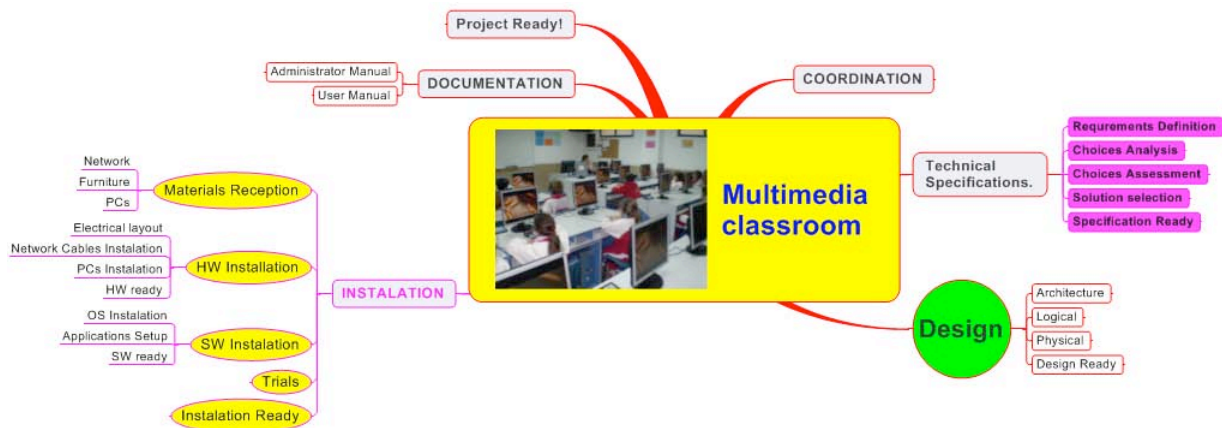 Project Ready!
Administrator Manual
User Manual
DOCUMENTATION
COORDINATION
Multimedia
classroom
Technical
Specifications.
Requrements Definition
Choices Analysis
Choices Assessment
Solution selection
Specification Ready
Design
Architecture
Logical
Physical
Design Ready
INSTALATION
Materials Reception
Network
Furniture
PCs
HW Installation
Electrical layout
Network Cables Instalation
PCs Instalation
HW ready
SW Instalation
OS Instalation
Applications Setup
SW ready
Trials
Instalation Ready